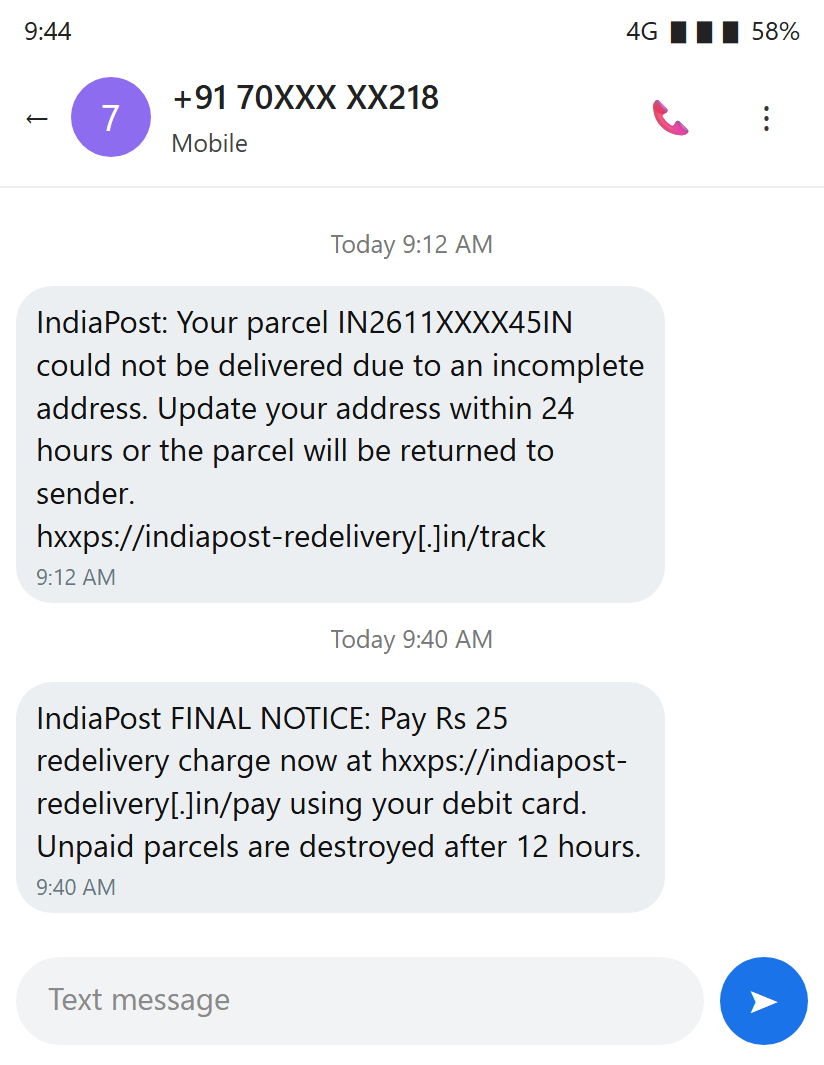 9:44
4G 58%
←
7
+91 70XXX XX218
Mobile
Today 9:12 AM
IndiaPost: Your parcel IN2611XXXX45IN
could not be delivered due to an incomplete
address. Update your address within 24
hours or the parcel will be returned to
sender.
hxxps://indiapost-redelivery[.]in/track
9:12 AM
Today 9:40 AM
IndiaPost FINAL NOTICE: Pay Rs 25
redelivery charge now at hxxps://indiapost-
redelivery[.]in/pay using your debit card.
Unpaid parcels are destroyed after 12 hours.
9:40 AM
Text message